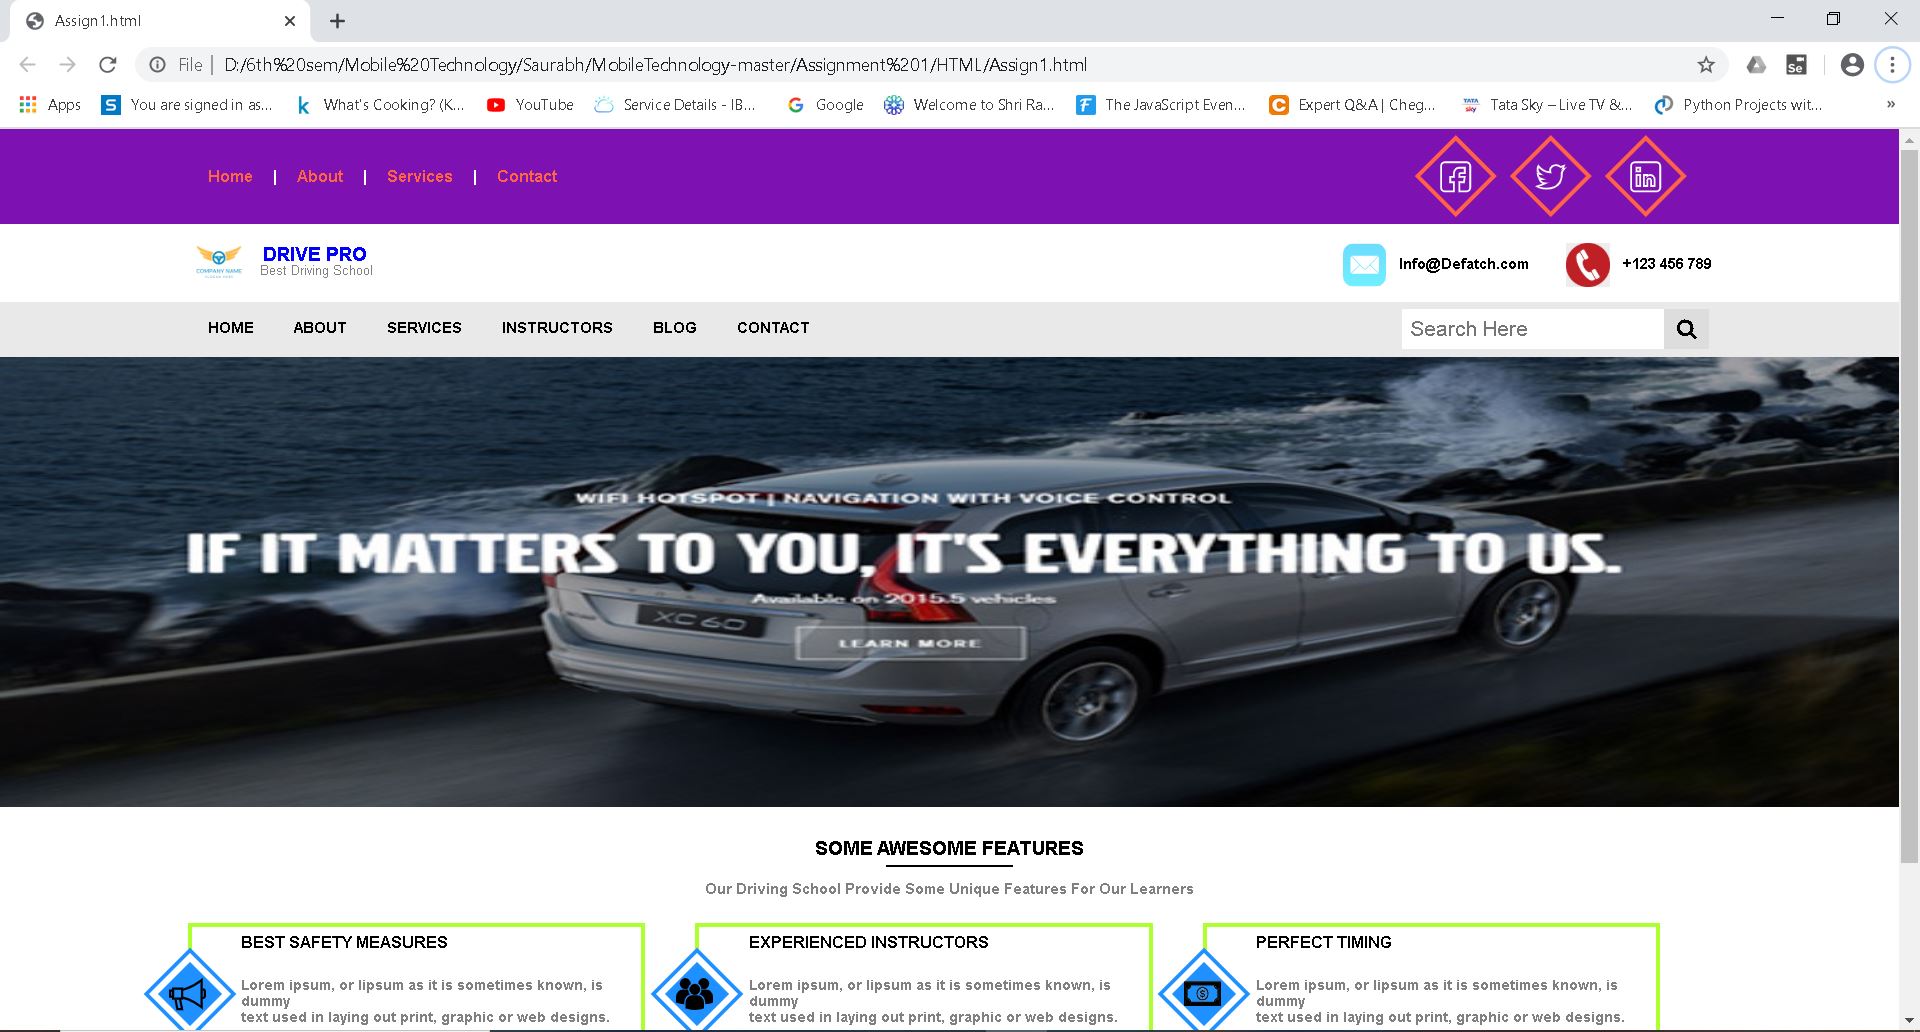 Assign1.html
File | D:/6th%20sem/Mobile%20Technology/Saurabh/MobileTechnology-master/Assignment%201/HTML/Assign1.html
Se
Apps S You are signed in as... k What's Cooking? (K... YouTube Service Details - IB... Google Welcome to Shri Ra... F The JavaScript Even... C Expert Q&A | Cheg... TATA sky Tata Sky – Live TV &... Python Projects wit... »
Home | About | Services | Contact
COMPANY NAME
DRIVE PRO
Best Driving School
Info@Defatch.com
+123 456 789
HOME ABOUT SERVICES INSTRUCTORS BLOG CONTACT
Search Here
WIFI HOTSPOT | NAVIGATION WITH VOICE CONTROL
IF IT MATTERS TO YOU, IT'S EVERYTHING TO US.
Available on 2015.5 vehicles
XC 60
LEARN MORE
SOME AWESOME FEATURES
Our Driving School Provide Some Unique Features For Our Learners
BEST SAFETY MEASURES
Lorem ipsum, or lipsum as it is sometimes known, is
dummy
text used in laying out print, graphic or web designs.
EXPERIENCED INSTRUCTORS
Lorem ipsum, or lipsum as it is sometimes known, is
dummy
text used in laying out print, graphic or web designs.
PERFECT TIMING
Lorem ipsum, or lipsum as it is sometimes known, is
dummy
text used in laying out print, graphic or web designs.